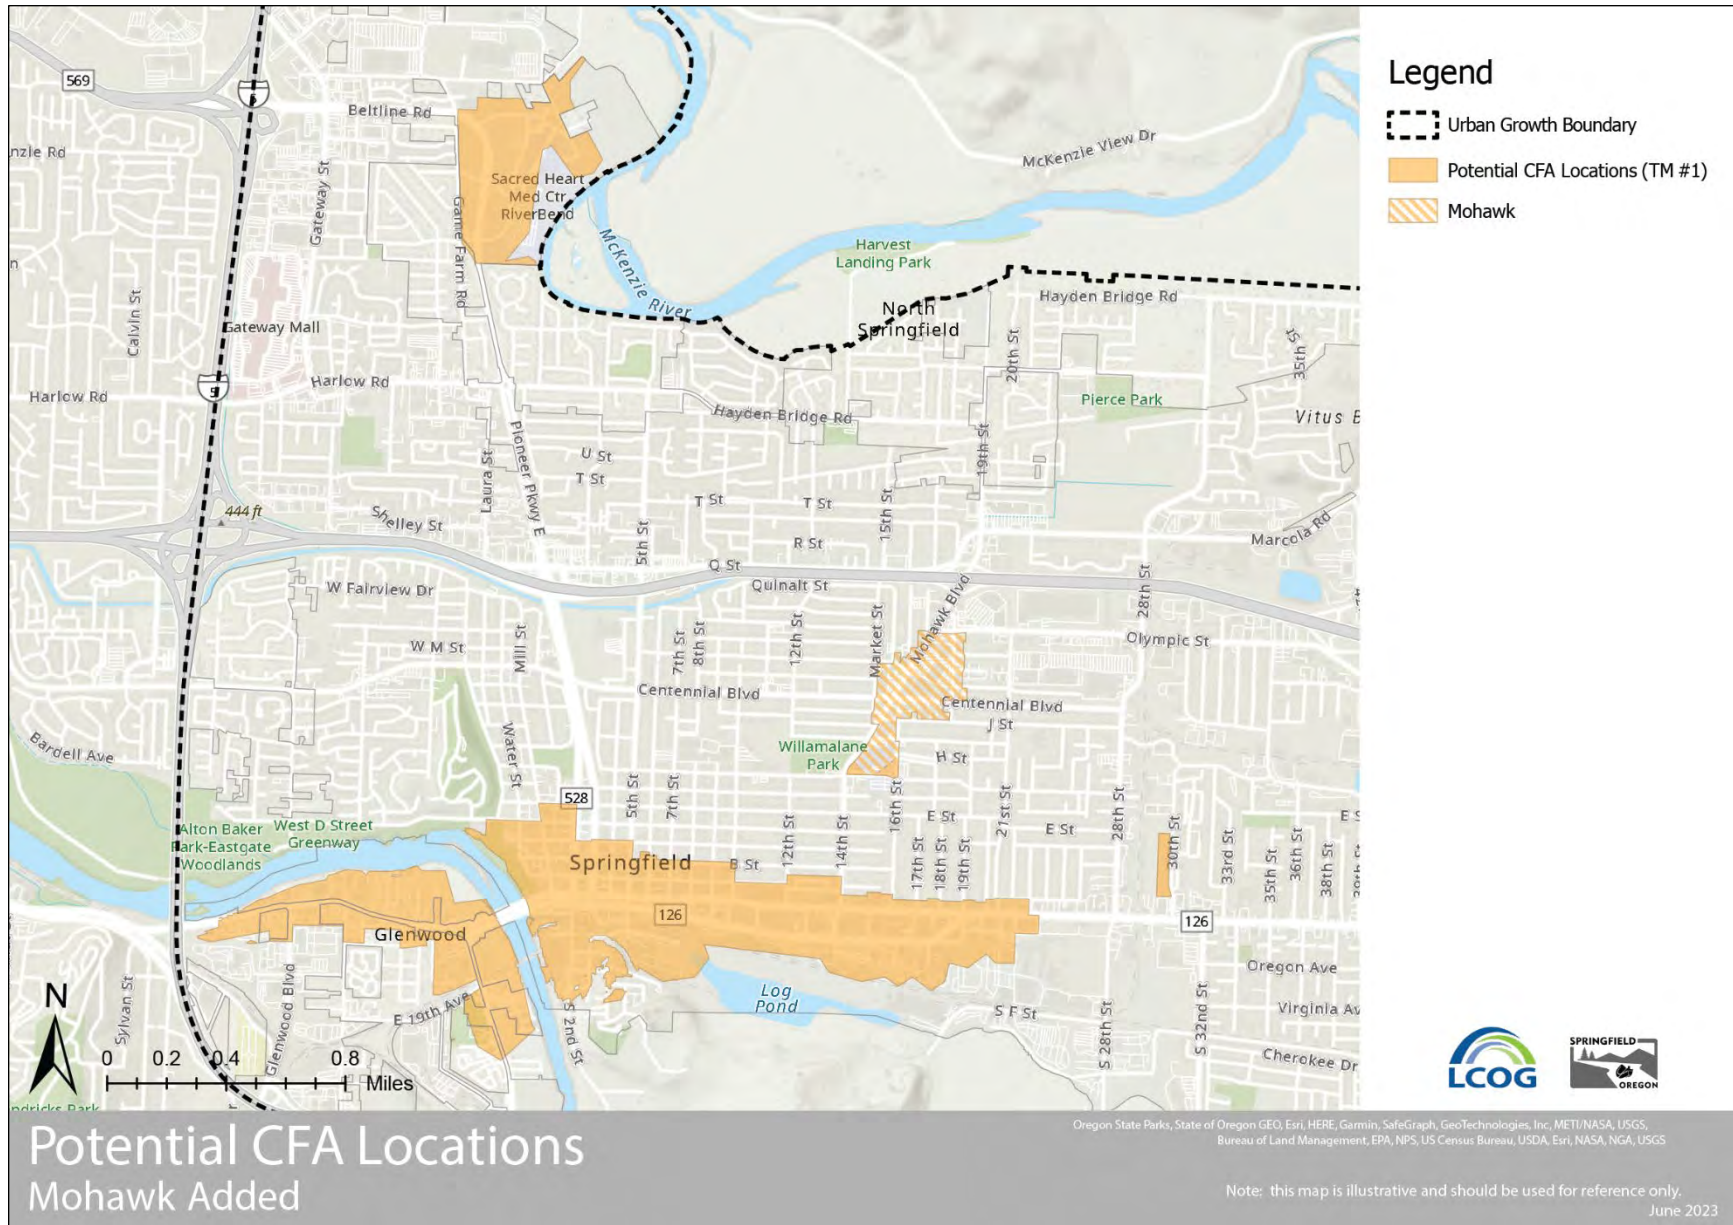 569
5
Beltline Rd
nzie Rd
Gateway St
Sacred Heart
Med Ctr
RiverBend
Game Farm Rd
McKenzie View Dr
McKenzie River
Harvest
Landing Park
North
Springfield
Hayden Bridge Rd
Calvin St
Gateway Mall
20th St
35th St
Harlow Rd
5
Harlow Rd
Pierce Park
Hayden Bridge Rd
Vitus B
Pioneer Pkwy E
Laura St
U St
T St
19th St
T St
T St
15th St
444 ft
Shelley St
5th St
R St
Marcola Rd
Q St
Quinalt St
W Fairview Dr
28th St
Mohawk Blvd
Market St
Olympic St
W M St
Mill St
7th St
8th St
12th St
Centennial Blvd
Centennial Blvd
J St
Bardell Ave
Water St
Willamalane
Park
H St
528
5th St
7th St
16th St
21st St
28th St
E St
E St
E S
Alton Baker
Park-Eastgate
Woodlands
West D Street
Greenway
Springfield
B St
12th St
14th St
17th St
18th St
19th St
30th St
33rd St
35th St
36th St
38th St
39th St
126
126
Glenwood
Sylvan St
Glenwood Blvd
E 19th Ave
S 2nd St
Log
Pond
S F St
S 28th St
S 32nd St
Oregon Ave
Virginia Av
Cherokee Dr
ndricks Park
N
0 0.2 0.4 0.8
Miles
Legend
Urban Growth Boundary
Potential CFA Locations (TM #1)
Mohawk
LCOG
SPRINGFIELD
OREGON
Potential CFA Locations
Mohawk Added
Oregon State Parks, State of Oregon GEO, Esri, HERE, Garmin, SafeGraph, GeoTechnologies, Inc, METI/NASA, USGS,
Bureau of Land Management, EPA, NPS, US Census Bureau, USDA, Esri, NASA, NGA, USGS
Note: this map is illustrative and should be used for reference only.
June 2023